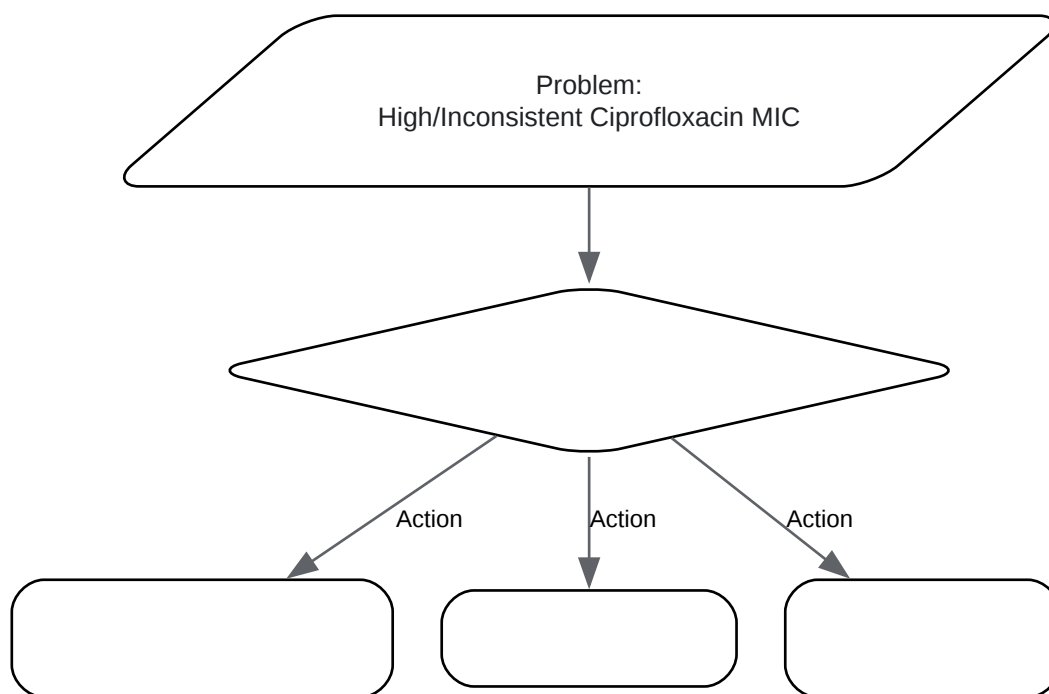 Problem:
High/Inconsistent Ciprofloxacin MIC
Action
Action
Action